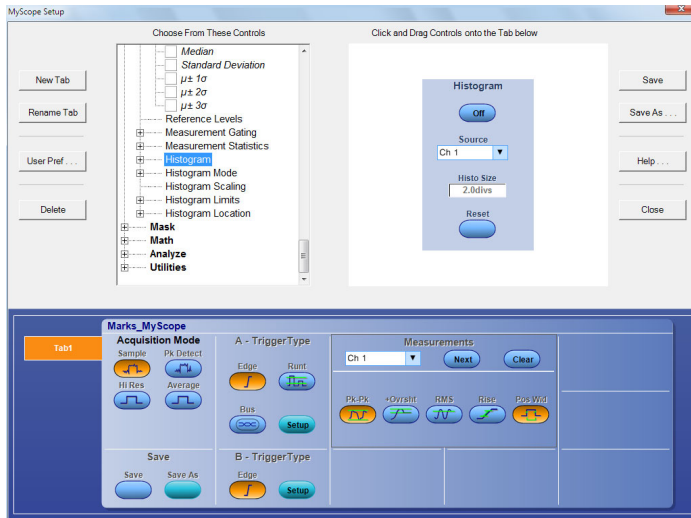 MyScope Setup
Choose From These Controls
Click and Drag Controls onto the Tab below
New Tab
Rename Tab
User Pref . . .
Delete
Median
Standard Deviation
μ± 1σ
μ± 2σ
μ± 3σ
Reference Levels
Measurement Gating
Measurement Statistics
Histogram
Histogram Mode
Histogram Scaling
Histogram Limits
Histogram Location
Mask
Math
Analyze
Utilities
Histogram
Off
Source
Ch 1
Histo Size
2.0divs
Reset
Save
Save As . . .
Help . . .
Close
Tab1
Marks_MyScope
Acquisition Mode
Sample Pk Detect
Hi Res Average
Save
Save Save As
A - TriggerType
Edge Runt
Bus
Setup
B - TriggerType
Edge
Setup
Measurements
Ch 1 Next Clear
Pk-Pk +Ovrsht RMS Rise Pos Wid